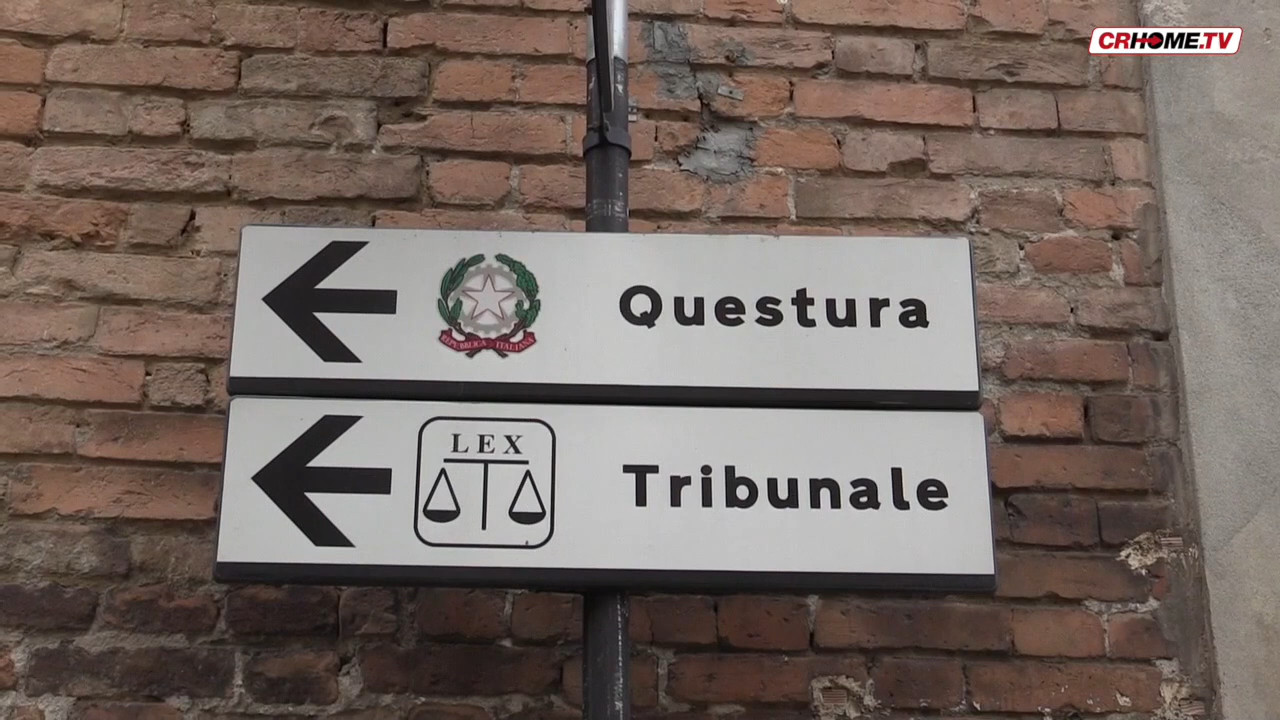 CRHOME.TV
Questura
REPUBBLICA ITALIANA
LEX
Tribunale